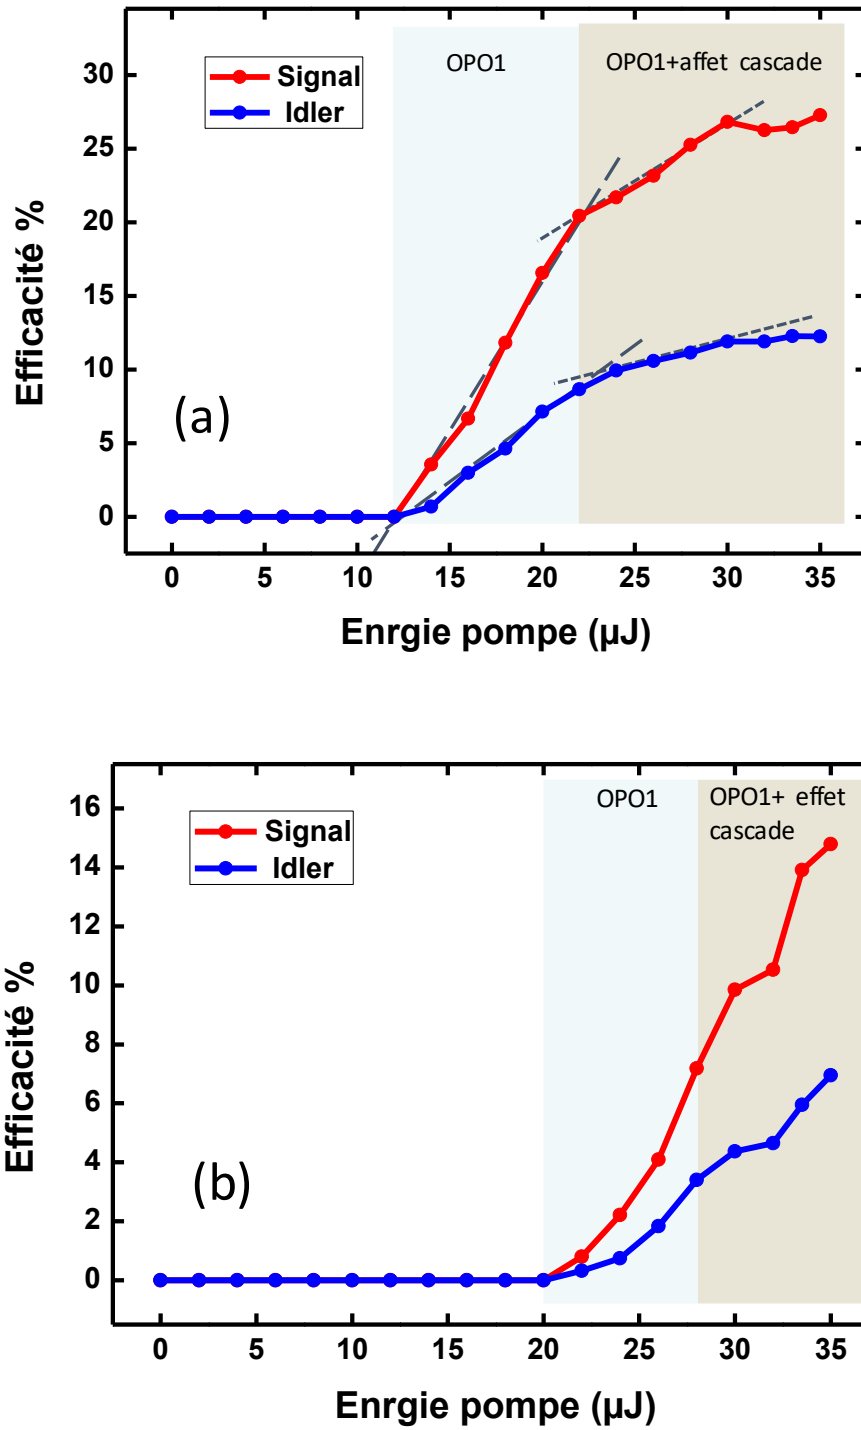 OPO1
OPO1+affet cascade
Signal
Idler
30
25
20
15
10
5
0
Efficacité %
(a)
0 5 10 15 20 25 30 35
Enrgie pompe (µJ)
OPO1
OPO1+ effet
cascade
Signal
Idler
16
14
12
10
8
6
4
2
0
Efficacité %
(b)
0 5 10 15 20 25 30 35
Enrgie pompe (µJ)